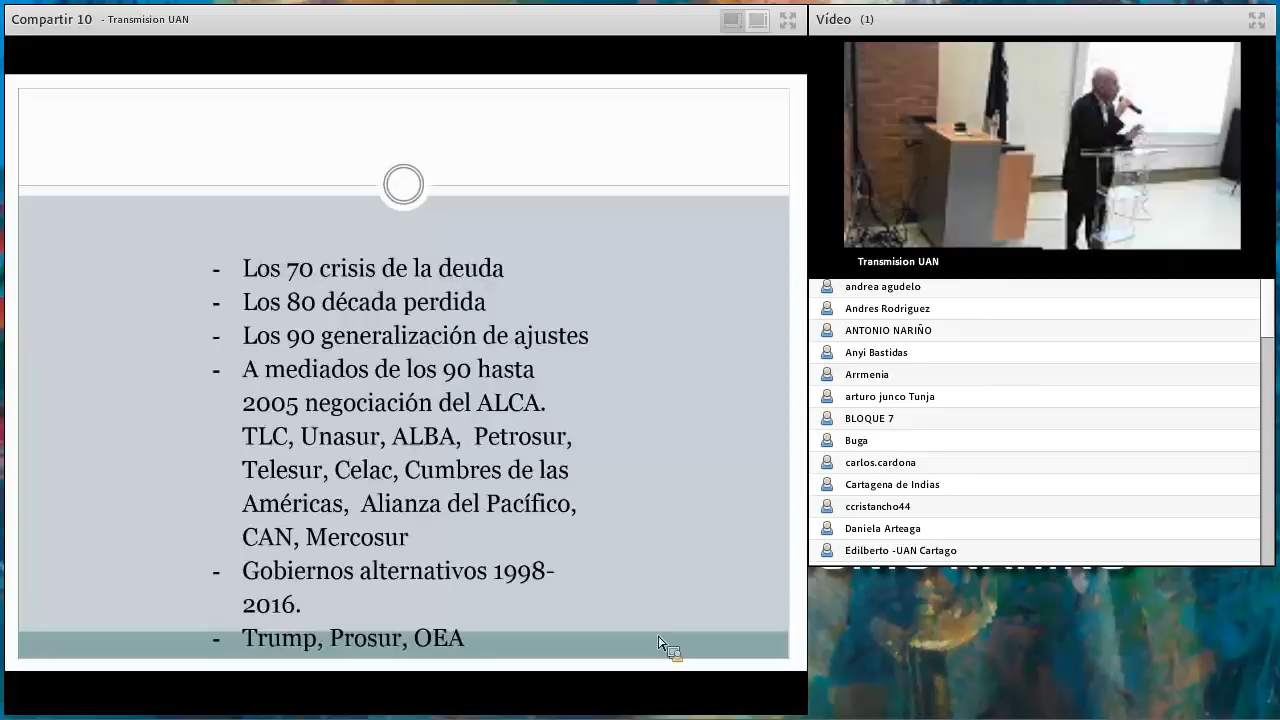 Compartir 10 - Transmision UAN
- Los 70 crisis de la deuda
- Los 80 década perdida
- Los 90 generalización de ajustes
- A mediados de los 90 hasta
2005 negociación del ALCA.
TLC, Unasur, ALBA, Petrosur,
Telesur, Celac, Cumbres de las
Américas, Alianza del Pacífico,
CAN, Mercosur
- Gobiernos alternativos 1998-
2016.
- Trump, Prosur, OEA
Vídeo (1)
Transmision UAN
andrea agudelo
Andres Rodriguez
ANTONIO NARIÑO
Anyi Bastidas
Arrmenia
arturo junco Tunja
BLOQUE 7
Buga
carlos.cardona
Cartagena de Indias
ccristancho44
Daniela Arteaga
Edilberto -UAN Cartago